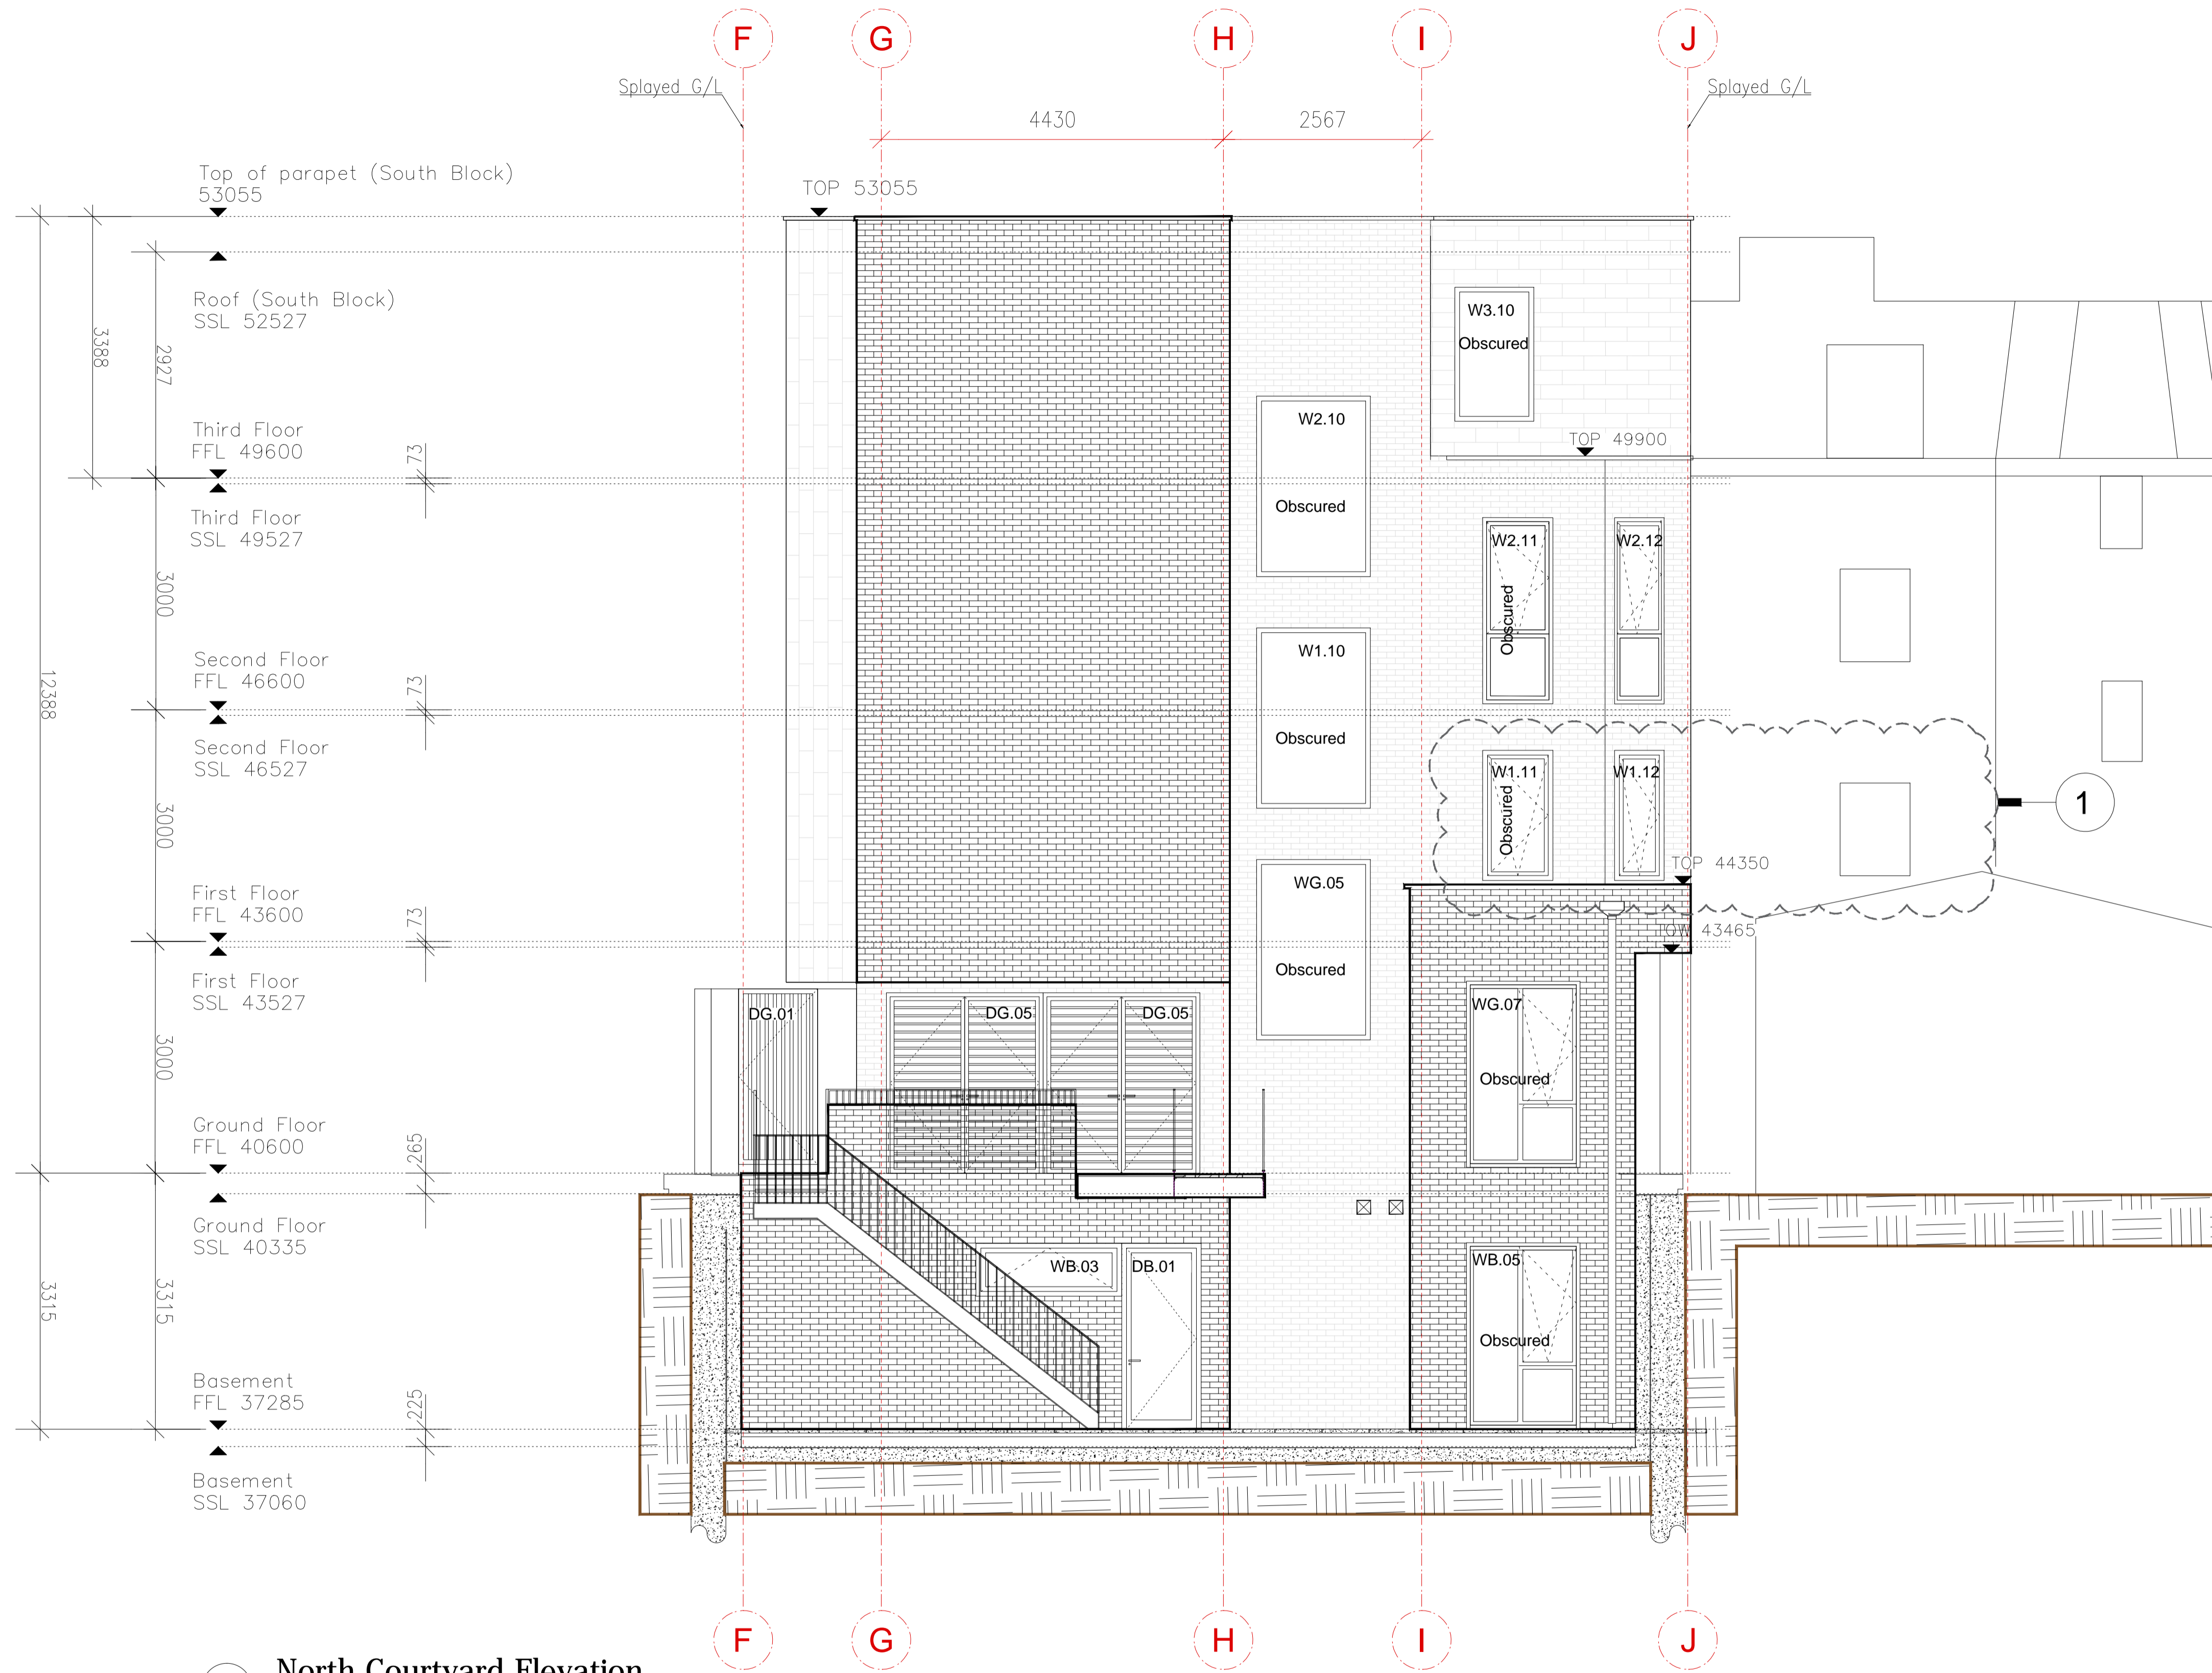 F
G
H
I
J
Splayed G/L
Splayed G/L
4430
2567
Top of parapet (South Block)
53055
TOP 53055
Roof (South Block)
SSL 52527
3388
2927
W3.10
Obscured
Third Floor
FFL 49600
73
W2.10
TOP 49900
Obscured
Third Floor
SSL 49527
W2.11
W2.12
Obscured
3000
Second Floor
FFL 46600
73
12388
W1.10
Obscured
Second Floor
SSL 46527
W1.11
W1.12
Obscured
1
3000
First Floor
FFL 43600
73
WG.05
TOP 44350
TOW 43465
Obscured
First Floor
SSL 43527
DG.01
DG.05
DG.05
WG.07
3000
Obscured
Ground Floor
FFL 40600
265
Ground Floor
SSL 40335
WB.03
DB.01
WB.05
3315
3315
Obscured
Basement
FFL 37285
225
Basement
SSL 37060
F
G
H
I
J
North Courtyard Elevation